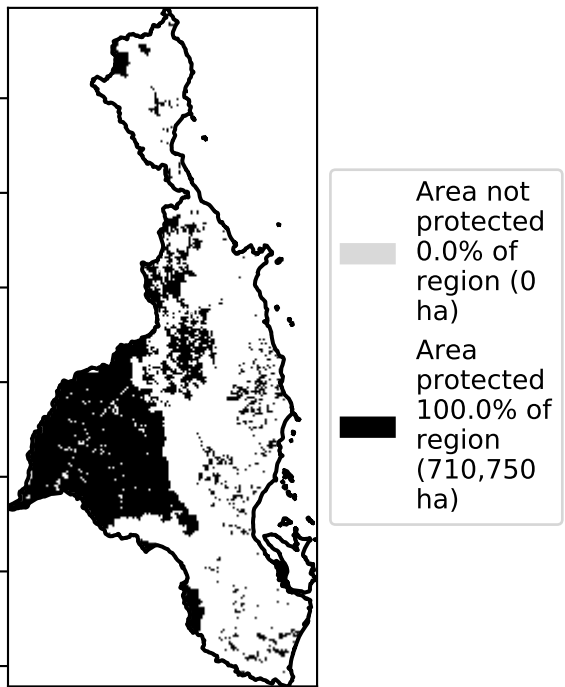 Area not
protected
0.0% of
region (0
ha)
Area
protected
100.0% of
region
(710,750
ha)